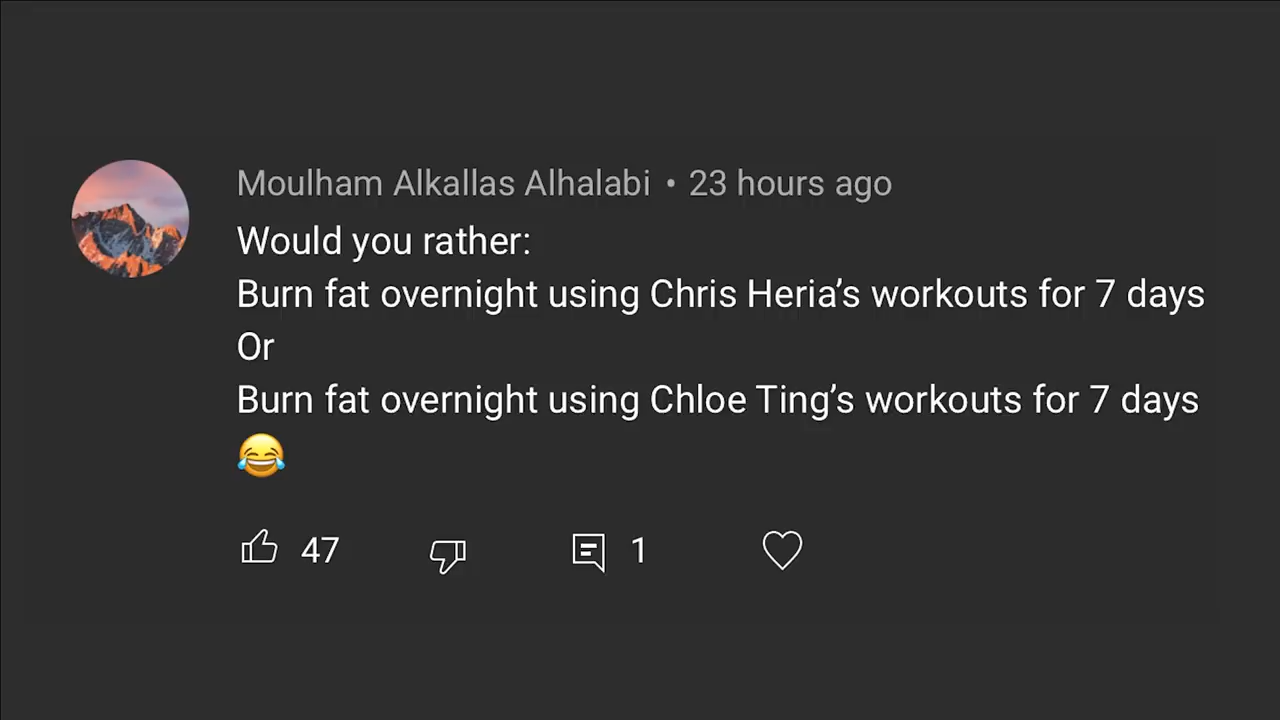 Moulham Alkallas Alhalabi • 23 hours ago
Would you rather:
Burn fat overnight using Chris Heria’s workouts for 7 days
Or
Burn fat overnight using Chloe Ting’s workouts for 7 days
😂
47 1